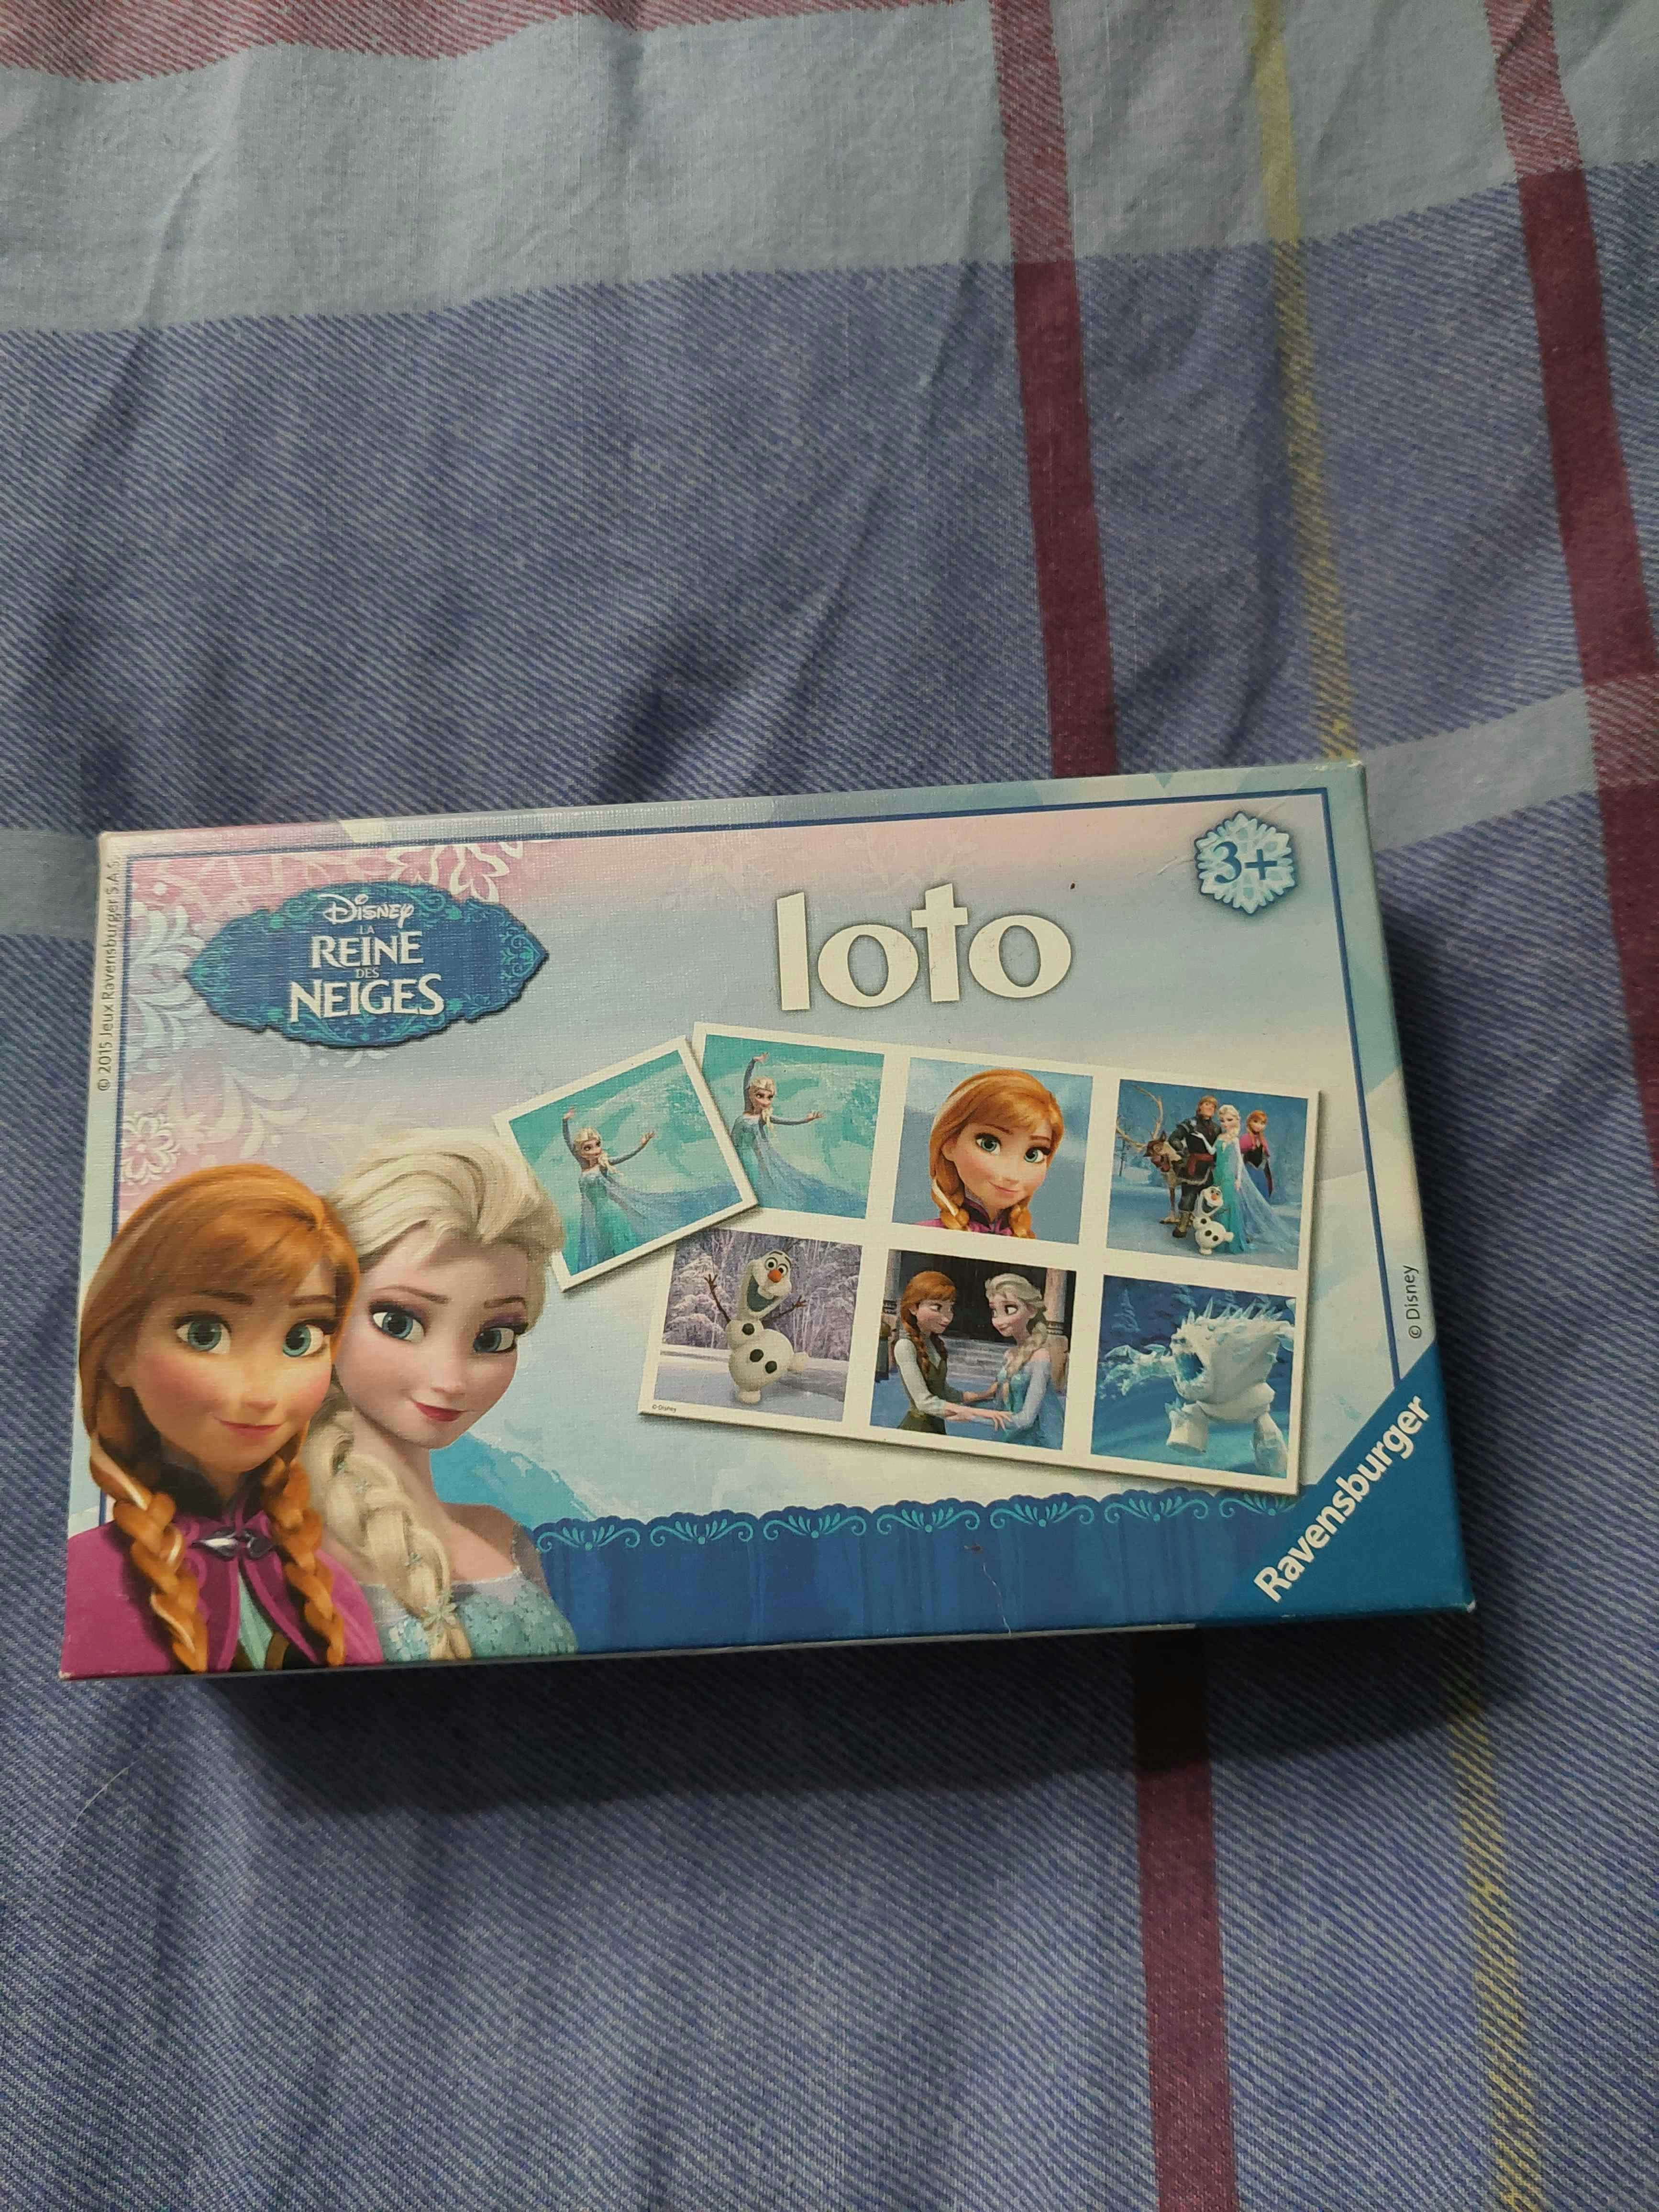 © 2015 Jeux Ravensburger S.A.S.
Disney
LA
REINE
DES
NEIGES
loto
3+
© Disney
© Disney
Ravensburger